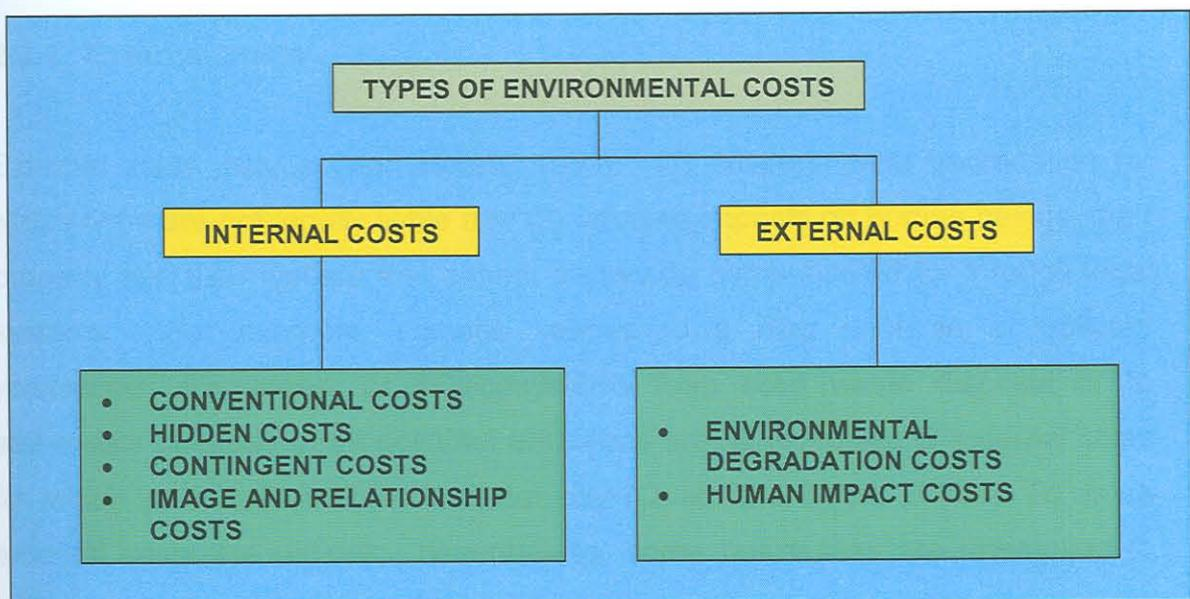 TYPES OF ENVIRONMENTAL COSTS
INTERNAL COSTS
EXTERNAL COSTS
• CONVENTIONAL COSTS
• HIDDEN COSTS
• CONTINGENT COSTS
• IMAGE AND RELATIONSHIP
COSTS
• ENVIRONMENTAL
DEGRADATION COSTS
• HUMAN IMPACT COSTS